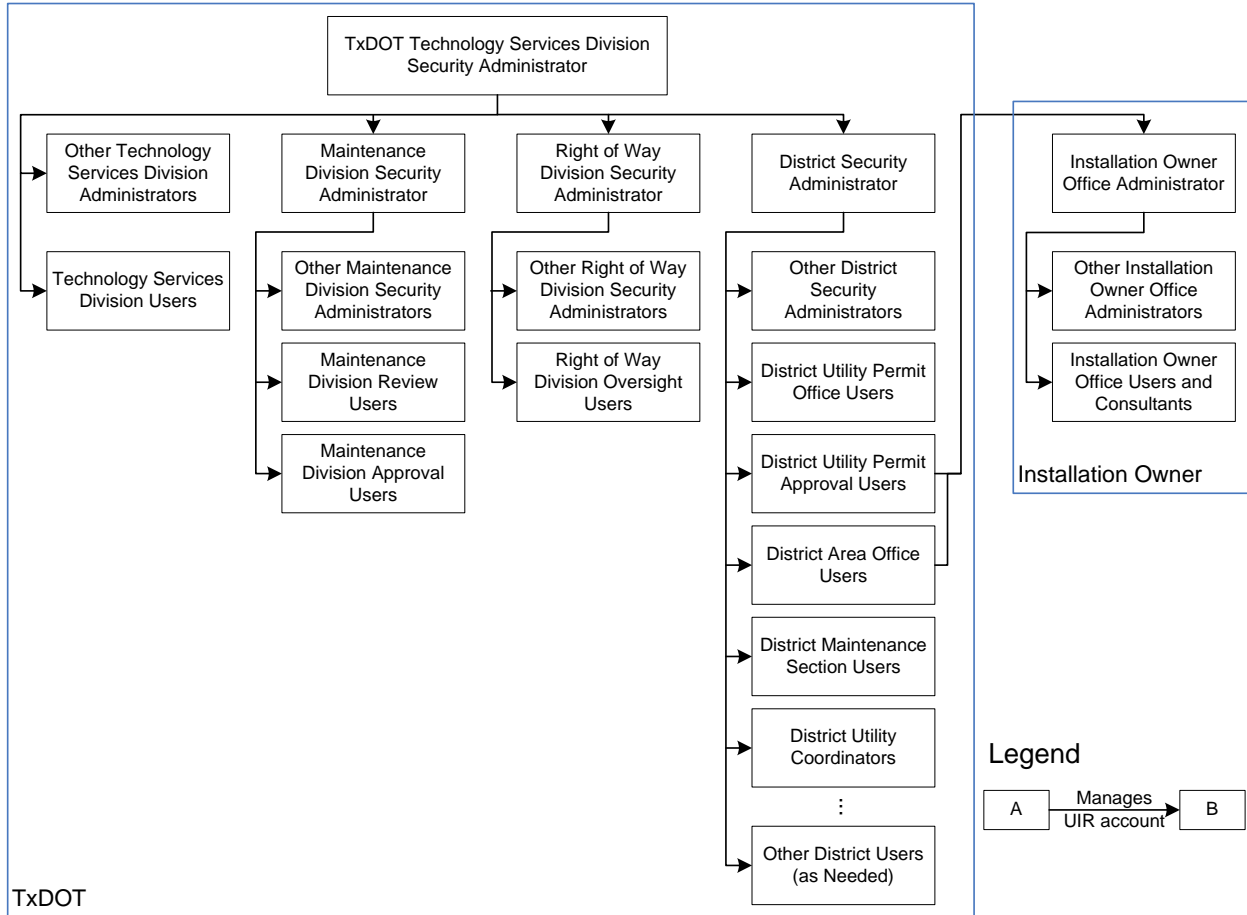 TxDOT Technology Services Division
Security Administrator
Other Technology
Services Division
Administrators
Technology Services
Division Users
Maintenance
Division Security
Administrator
Other Maintenance
Division Security
Administrators
Maintenance
Division Review
Users
Maintenance
Division Approval
Users
Right of Way
Division Security
Administrator
Other Right of Way
Division Security
Administrators
Right of Way
Division Oversight
Users
District Security
Administrator
Other District
Security
Administrators
District Utility Permit
Office Users
District Utility Permit
Approval Users
District Area Office
Users
District Maintenance
Section Users
District Utility
Coordinators
...
Other District Users
(as Needed)
TxDOT
Installation Owner
Office Administrator
Other Installation
Owner Office
Administrators
Installation Owner
Office Users and
Consultants
Installation Owner
Legend
A
Manages
UIR account
B